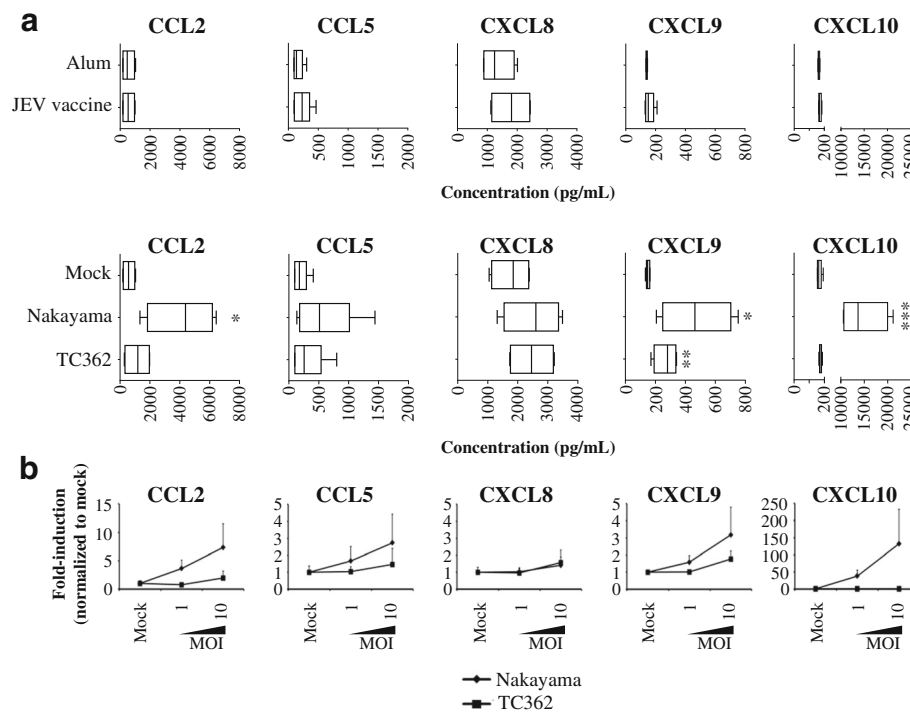 a
CCL2 CCL5 CXCL8 CXCL9 CXCL10
Alum
JEV vaccine
0 2000 4000 6000 8000 0 500 1000 1500 2000 0 1000 2000 3000 4000 0 200 400 600 800 0 200 10000 15000 20000 25000
Concentration (pg/mL)
CCL2 CCL5 CXCL8 CXCL9 CXCL10
Mock
Nakayama * * ***
TC362 **
0 2000 4000 6000 8000 0 500 1000 1500 2000 0 1000 2000 3000 4000 0 200 400 600 800 0 200 10000 15000 20000 25000
Concentration (pg/mL)
b
CCL2 CCL5 CXCL8 CXCL9 CXCL10
Fold-induction
(normalized to mock)
15 10 5 0
5 4 3 2 1 0
5 4 3 2 1 0
5 4 3 2 1 0
250 200 150 100 50 0
Mock 1 10 Mock 1 10 Mock 1 10 Mock 1 10 Mock 1 10
MOI MOI MOI MOI MOI
Nakayama
TC362